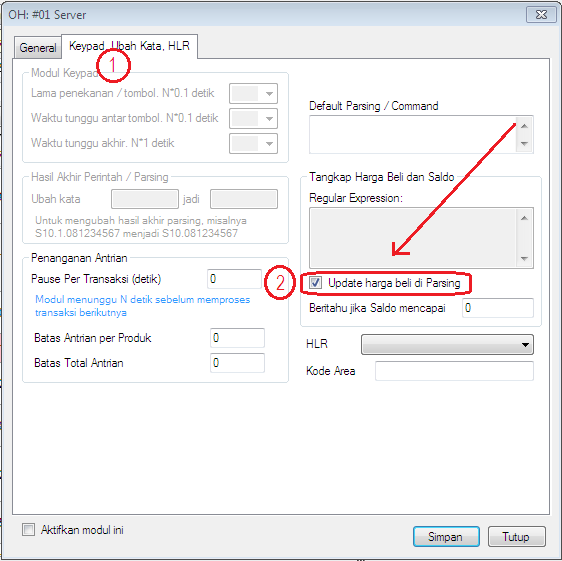 OH: #01 Server
General
Keypad, Ubah Kata, HLR
1
Modul Keypad
Lama penekanan / tombol. N*0.1 detik
Waktu tunggu antar tombol. N*0.1 detik
Waktu tunggu akhir. N*1 detik
Hasil Akhir Perintah / Parsing
Ubah kata
jadi
Untuk mengubah hasil akhir parsing, misalnya
S10.1.081234567 menjadi S10.081234567
Penanganan Antrian
Pause Per Transaksi (detik)
0
Modul menunggu N detik sebelum memproses
transaksi berikutnya
Batas Antrian per Produk
0
Batas Total Antrian
0
Default Parsing / Command
Tangkap Harga Beli dan Saldo
Regular Expression:
2
Update harga beli di Parsing
Beritahu jika Saldo mencapai
0
HLR
Kode Area
Aktifkan modul ini
Simpan
Tutup